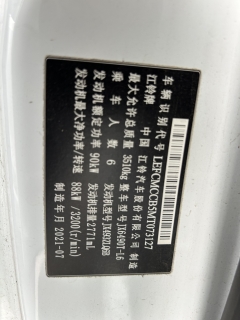 车辆识别代号 LEFCMCCB5MT073127
江铃牌 中国 江铃汽车股份有限公司 制造
最大允许总质量 3510kg 整车型号 JX6490T-L6
乘车人数 6 发动机型号 JX493ZLQ6B
发动机额定功率 90kW 发动机排量 2771mL
发动机最大净功率/转速 88kW /3200(r/min)
制造年月 2021-07